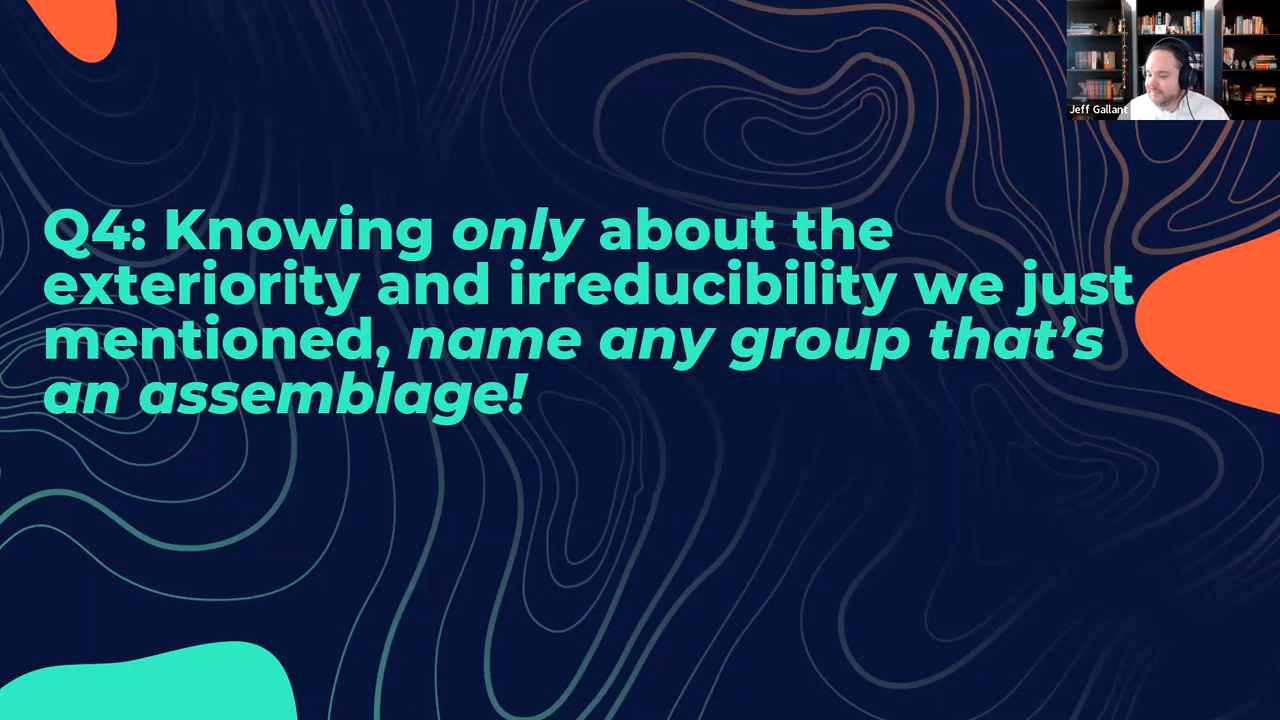 Jeff Gallant
Q4: Knowing only about the
exteriority and irreducibility we just
mentioned, name any group that’s
an assemblage!